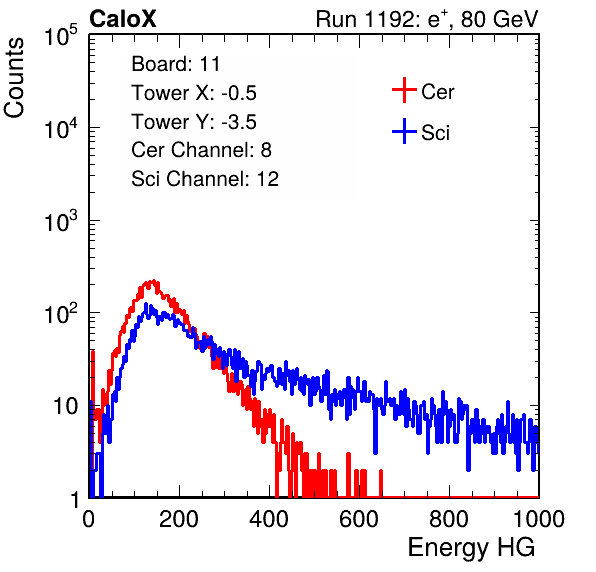 CaloX Run 1192: e⁺, 80 GeV
Counts
10⁵
10⁴
10³
10²
10
1
Board: 11
Tower X: -0.5
Tower Y: -3.5
Cer Channel: 8
Sci Channel: 12
Cer
Sci
0 200 400 600 800 1000
Energy HG